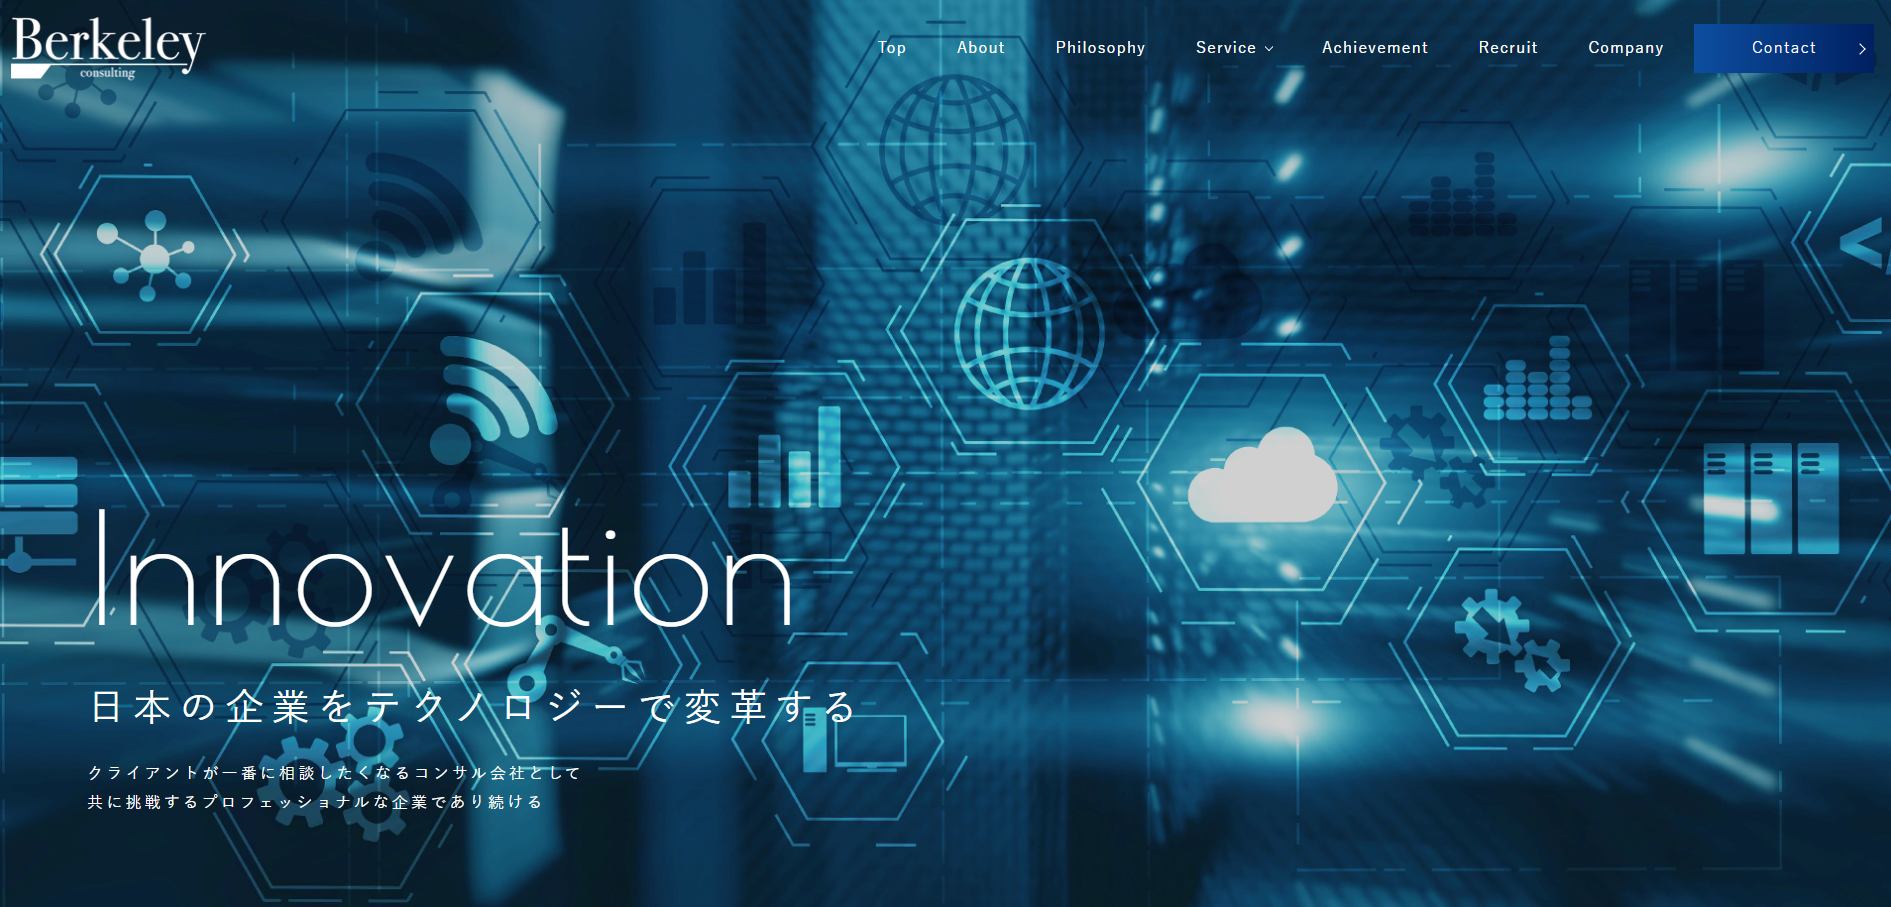 Berkeley
consulting
Top About Philosophy Service Achievement Recruit Company Contact
Innovation
日本の企業をテクノロジーで変革する
クライアントが一番に相談したくなるコンサル会社として
共に挑戦するプロフェッショナルな企業であり続ける